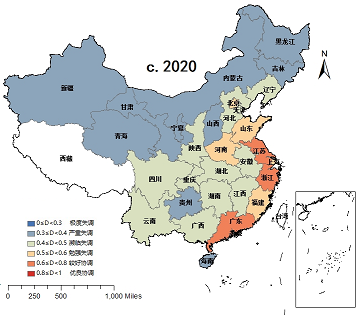 c. 2020
N
黑龙江
吉林
内蒙古
辽宁
新疆
甘肃
北京
天津
河北
山西
宁夏
青海
山东
陕西
河南
江苏
西藏
安徽
上海
四川
重庆
湖北
浙江
湖南
江西
贵州
福建
云南
广西
广东
台湾
海南
0≤D<0.3 极度失调
0.3≤D<0.4 严重失调
0.4≤D<0.5 濒临失调
0.5≤D<0.6 勉强协调
0.6≤D<0.8 较好协调
0.8≤D<1 优良协调
0 250 500 1,000 Miles